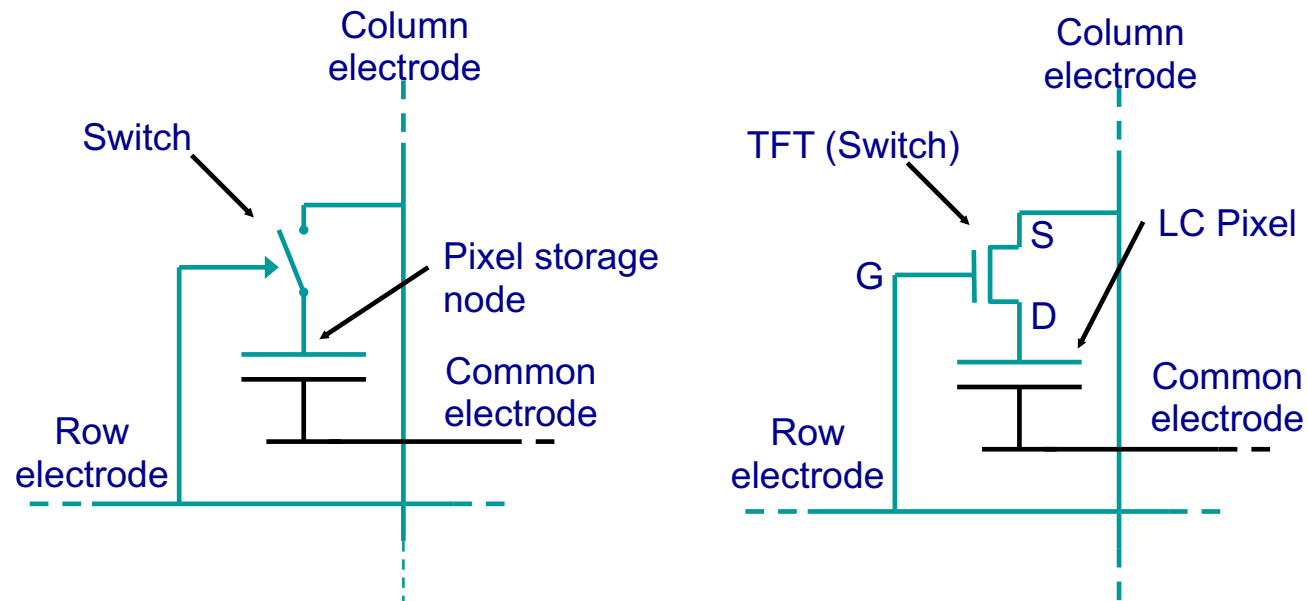 Column
electrode
Switch
Pixel storage
node
Common
electrode
Row
electrode
Column
electrode
TFT (Switch)
S
LC Pixel
G
D
Common
electrode
Row
electrode